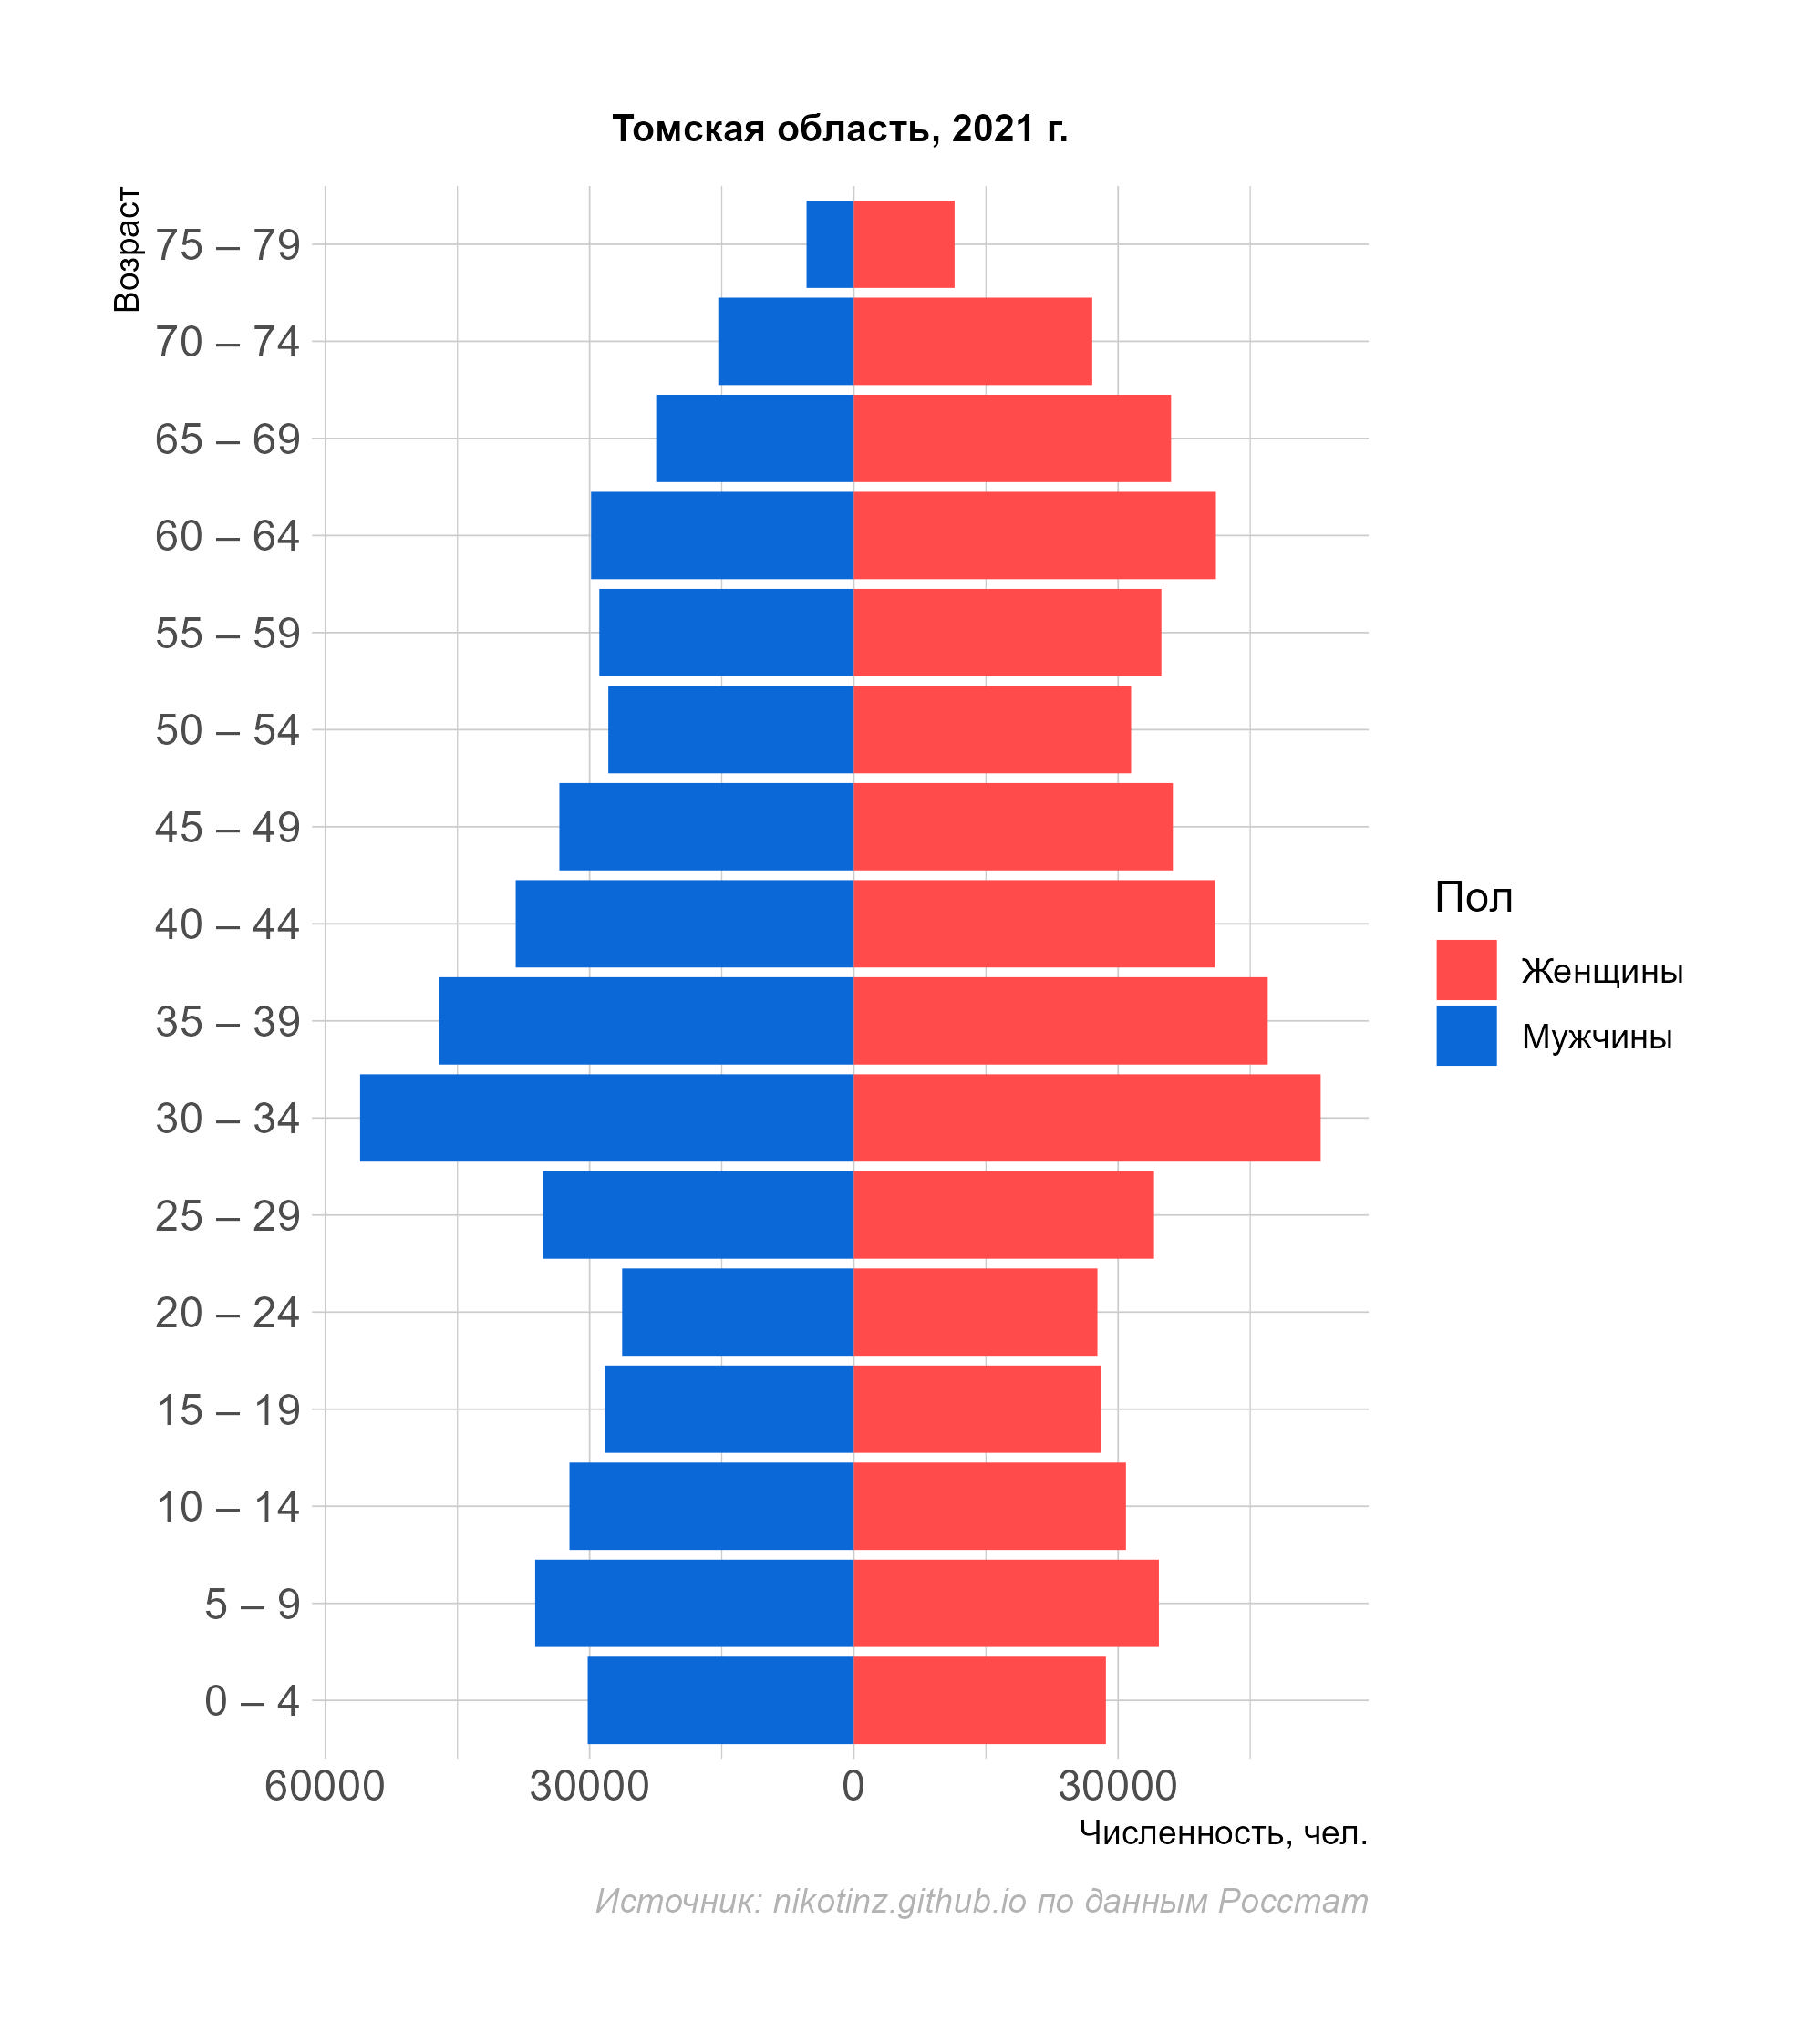 Томская область, 2021 г.
Возраст
75 – 79
70 – 74
65 – 69
60 – 64
55 – 59
50 – 54
45 – 49
40 – 44
35 – 39
30 – 34
25 – 29
20 – 24
15 – 19
10 – 14
5 – 9
0 – 4
60000 30000 0 30000
Численность, чел.
Пол
Женщины
Мужчины
Источник: nikotinz.github.io по данным Росстат